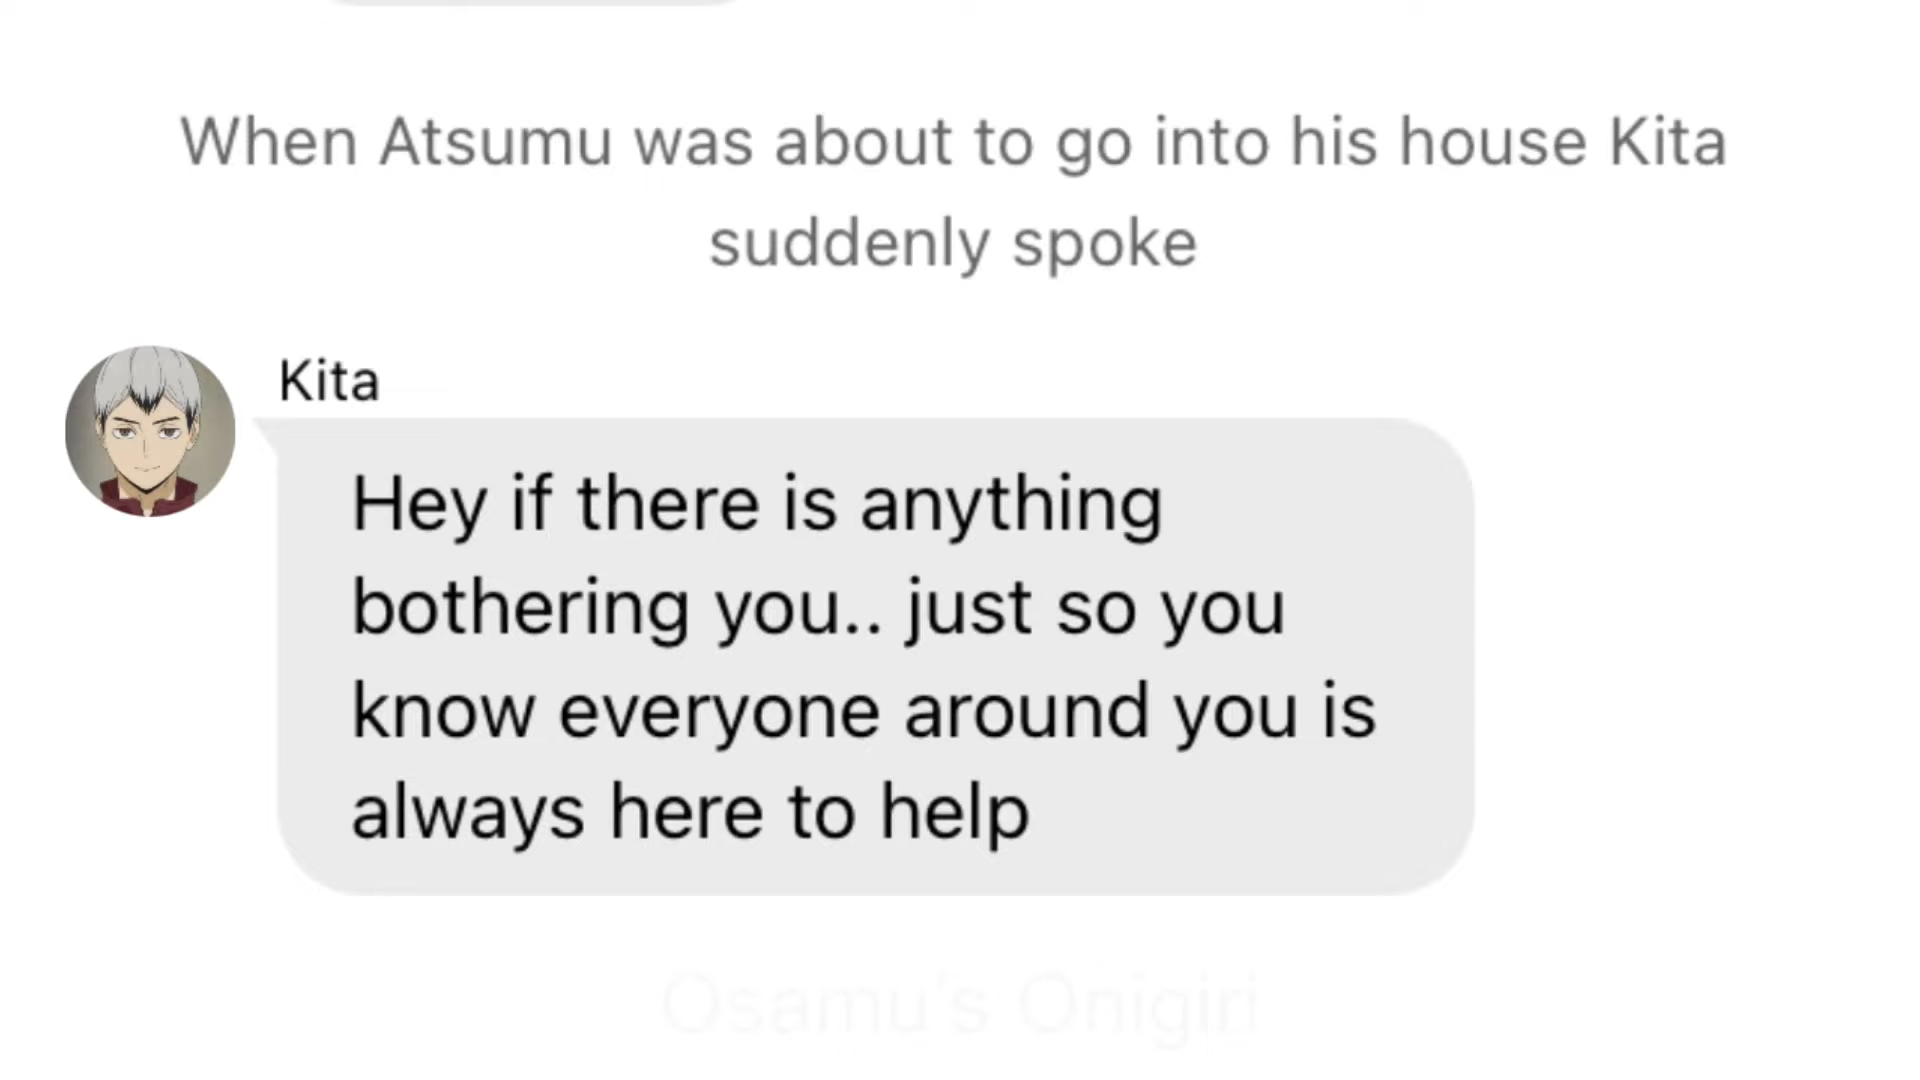 When Atsumu was about to go into his house Kita
suddenly spoke
Kita
Hey if there is anything
bothering you.. just so you
know everyone around you is
always here to help
Osamu's Onigiri